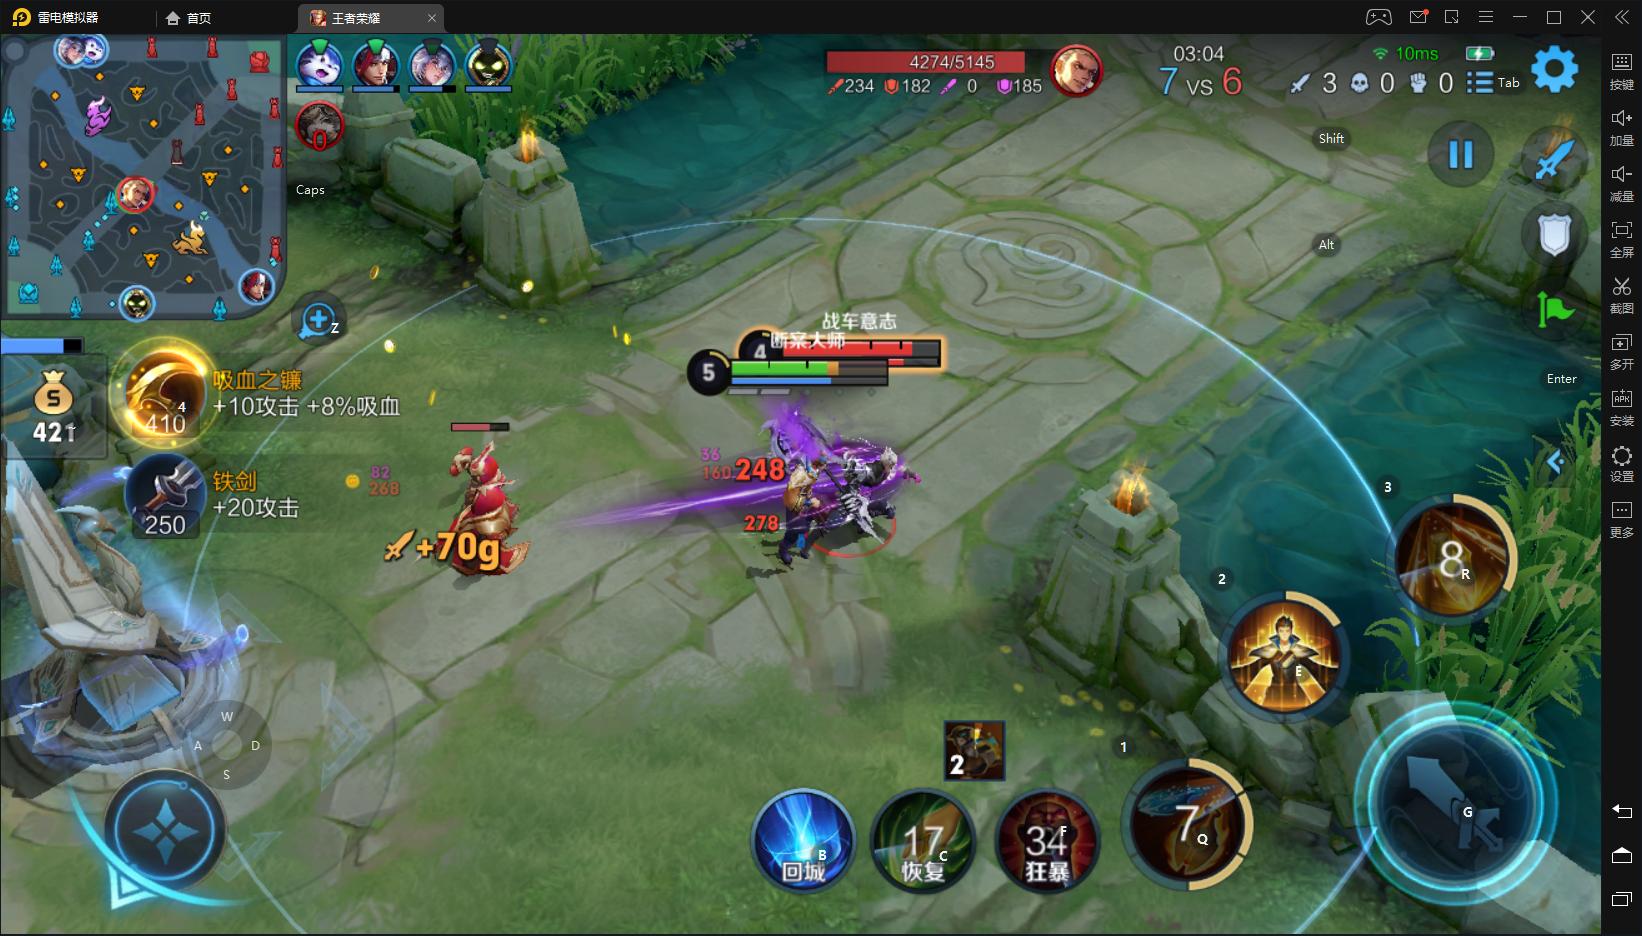 雷电模拟器
首页
王者荣耀
4274/5145
234 182 0 185
03:04
7 VS 6
10ms
3 0 0 Tab
0
Caps
Shift
Alt
Z
Enter
按键
加量
减量
全屏
截图
多开
安装
设置
更多
战车意志
断案大师
4
5
421
吸血之镰
+10攻击 +8%吸血
4
410
铁剑
+20攻击
250
82
268
+70g
36
160
248
278
3
8
R
2
E
W
A D
S
2
1
B
回城
17
C
恢复
34
F
狂暴
7
Q
G